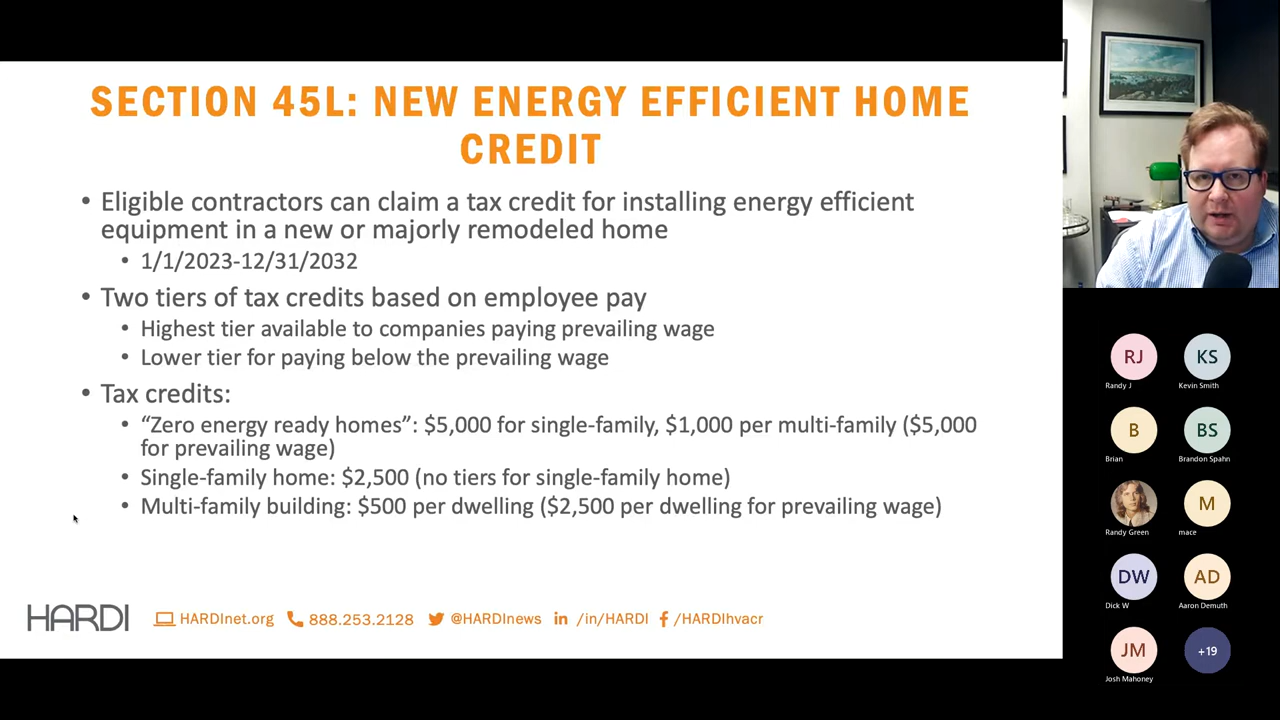 SECTION 45L: NEW ENERGY EFFICIENT HOME
CREDIT
• Eligible contractors can claim a tax credit for installing energy efficient
equipment in a new or majorly remodeled home
• 1/1/2023-12/31/2032
• Two tiers of tax credits based on employee pay
• Highest tier available to companies paying prevailing wage
• Lower tier for paying below the prevailing wage
• Tax credits:
• “Zero energy ready homes”: $5,000 for single-family, $1,000 per multi-family ($5,000
for prevailing wage)
• Single-family home: $2,500 (no tiers for single-family home)
• Multi-family building: $500 per dwelling ($2,500 per dwelling for prevailing wage)
HARDI HARDInet.org 888.253.2128 @HARDInews in /in/HARDI f /HARDIhvacr
RJ KS
Randy J Kevin Smith
B BS
Brian Brandon Spahn
M
Randy Green mace
DW AD
Dick W Aaron Demuth
JM +19
Josh Mahoney